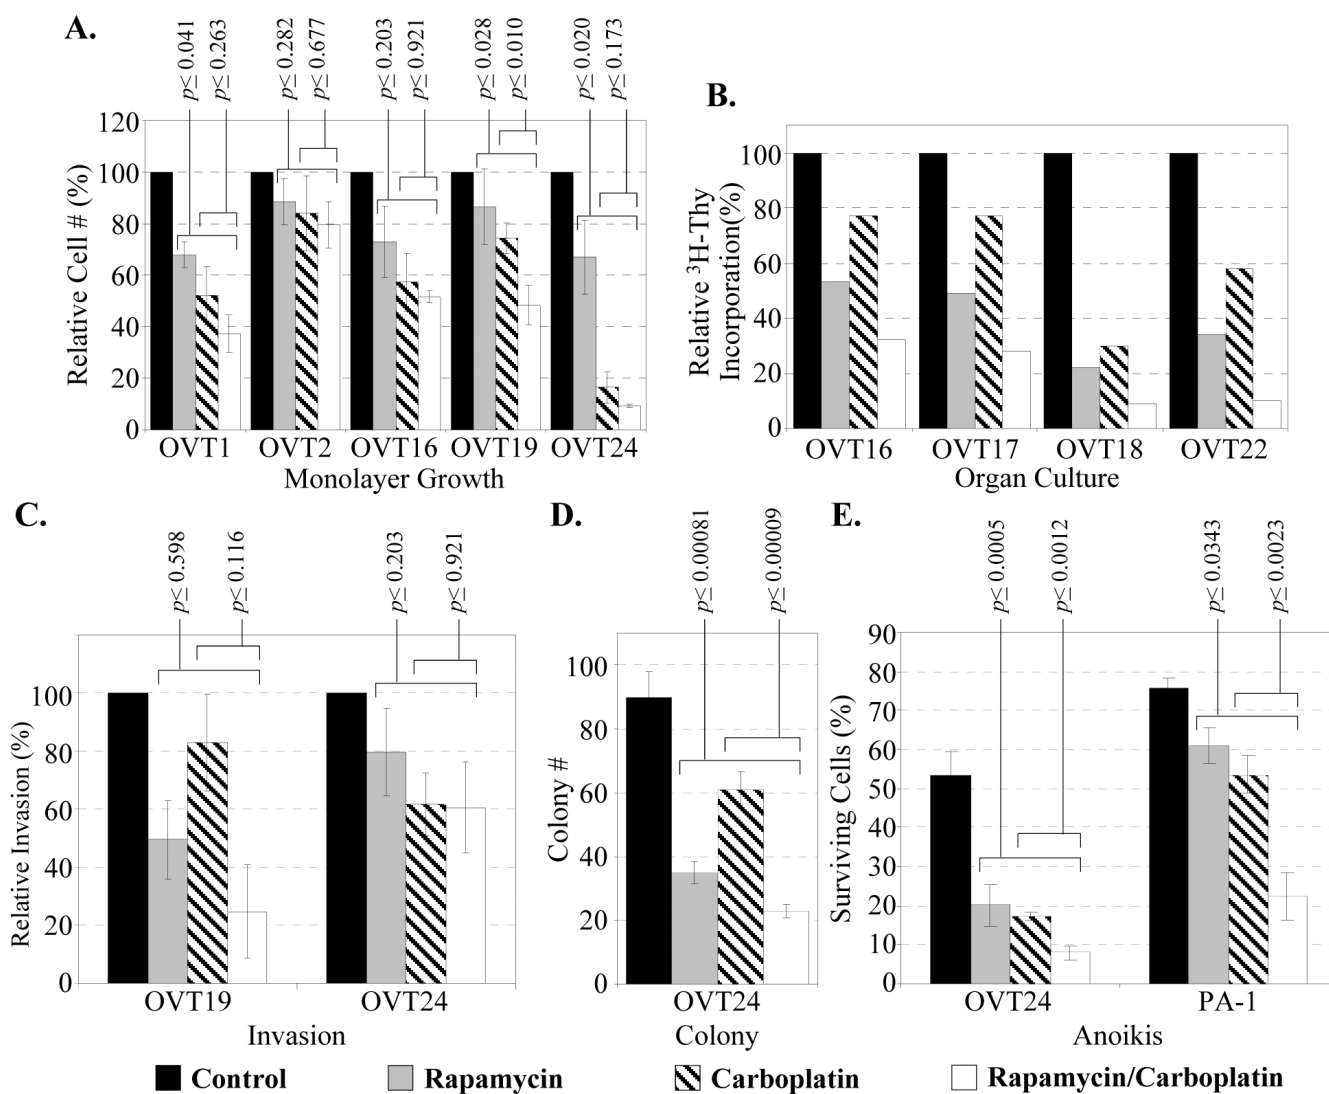 A.
p≤ 0.041
p≤ 0.263
p≤ 0.282
p≤ 0.677
p≤ 0.203
p≤ 0.921
p≤ 0.028
p≤ 0.010
p≤ 0.020
p≤ 0.173
Relative Cell # (%)
120
100
80
60
40
20
0
OVT1 OVT2 OVT16 OVT19 OVT24
Monolayer Growth
B.
Relative ³H-Thy
Incorporation(%)
100
80
60
40
20
0
OVT16 OVT17 OVT18 OVT22
Organ Culture
C.
p≤ 0.598
p≤ 0.116
p≤ 0.203
p≤ 0.921
Relative Invasion (%)
100
80
60
40
20
0
OVT19 OVT24
Invasion
D.
p≤ 0.00081
p≤ 0.00009
Colony #
100
80
60
40
20
0
OVT24
Colony
E.
p≤ 0.0005
p≤ 0.0012
p≤ 0.0343
p≤ 0.0023
Surviving Cells (%)
90
80
70
60
50
40
30
20
10
0
OVT24 PA-1
Anoikis
Control Rapamycin Carboplatin Rapamycin/Carboplatin